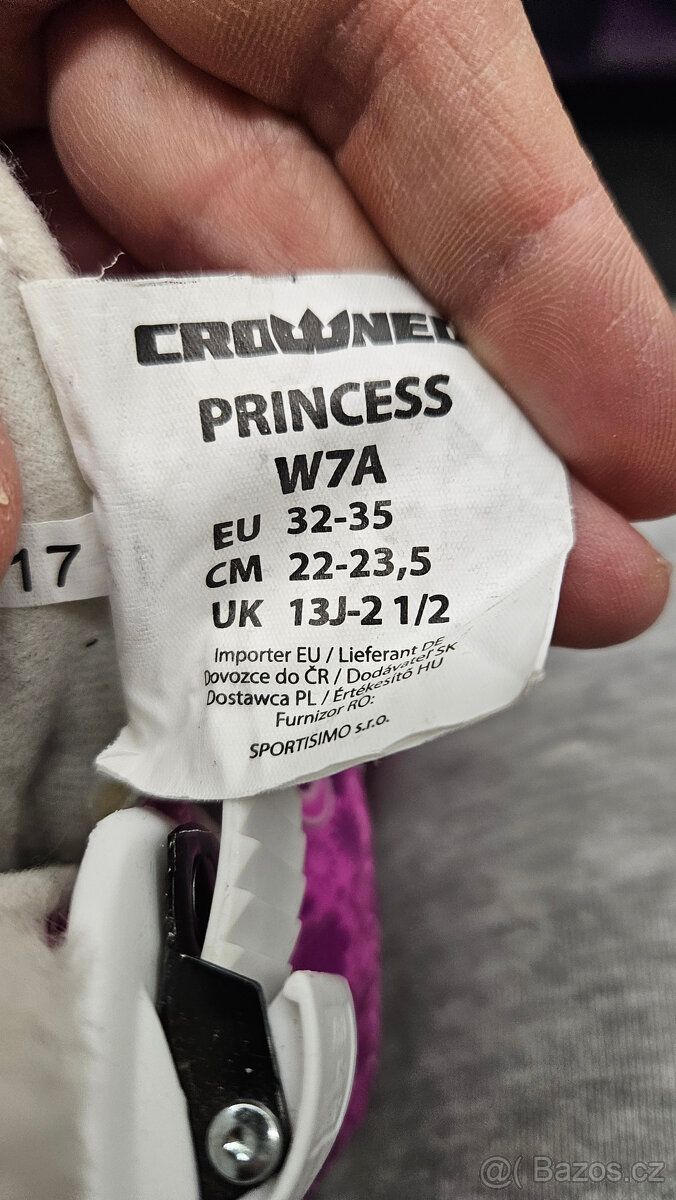 CROWNED
PRINCESS
W7A
EU 32-35
CM 22-23,5
UK 13J-2 1/2
Importer EU / Lieferant DE
Dovozce do ČR / Dodávateľ SK
Dostawca PL / Értékesítő HU
Furnizor RO:
SPORTISIMO s.r.o.
17
@( Bazos.cz